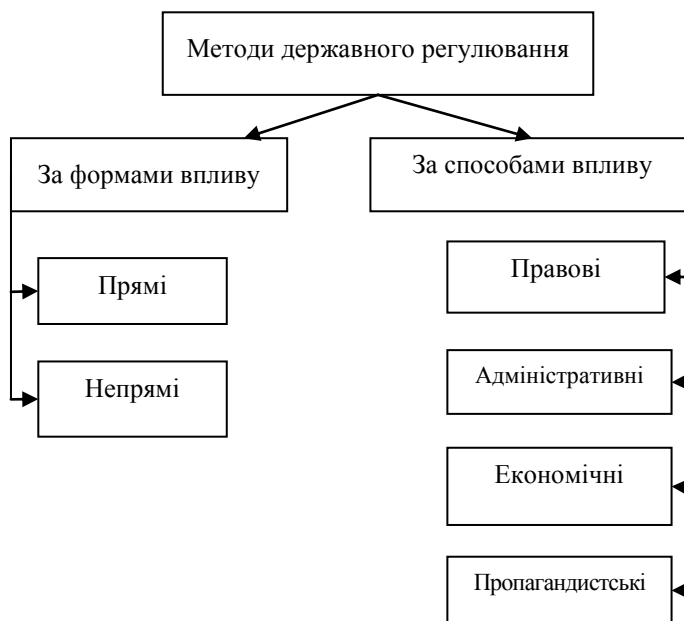 Методи державного регулювання
За формами впливу
За способами впливу
Прямі
Непрямі
Правові
Адміністративні
Економічні
Пропагандистські